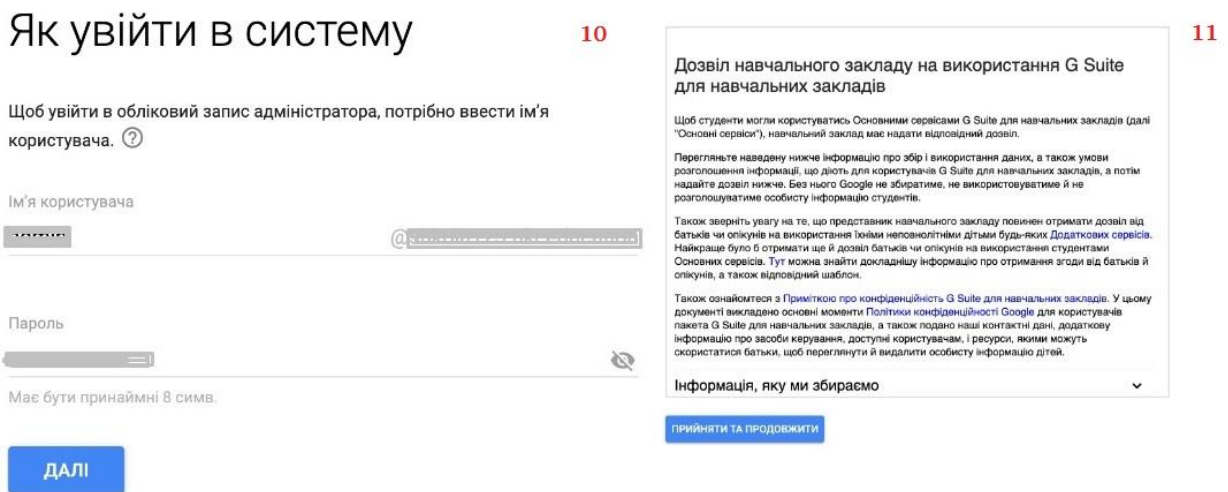 Як увійти в систему
10
Щоб увійти в обліковий запис адміністратора, потрібно ввести ім’я
користувача. ?
Ім’я користувача
@
Пароль
Має бути принаймні 8 симв.
ДАЛІ
11
Дозвіл навчального закладу на використання G Suite
для навчальних закладів
Щоб студенти могли користуватись Основними сервісами G Suite для навчальних закладів (далі
"Основні сервіси"), навчальний заклад має надати відповідний дозвіл.
Перегляньте наведену нижче інформацію про збір і використання даних, а також умови
розголошення інформації, що діють для користувачів G Suite для навчальних закладів, а потім
надайте дозвіл нижче. Без нього Google не збиратиме, не використовуватиме й не
розголошуватиме особисту інформацію студентів.
Також зверніть увагу на те, що представник навчального закладу повинен отримати дозвіл від
батьків чи опікунів на використання їхніми неповнолітніми дітьми будь-яких Додаткових сервісів.
Найкраще було б отримати ще й дозвіл батьків чи опікунів на використання студентами
Основних сервісів. Тут можна знайти докладнішу інформацію про отримання згоди від батьків й
опікунів, а також відповідний шаблон.
Також ознайомтеся з Приміткою про конфіденційність G Suite для навчальних закладів. У цьому
документі викладено основні моменти Політики конфіденційності Google для користувачів
пакета G Suite для навчальних закладів, а також подано наші контактні дані, додаткову
інформацію про засоби керування, доступні користувачам, і ресурси, якими можуть
скористатися батьки, щоб переглянути й видалити особисту інформацію дітей.
Інформація, яку ми збираємо
ПРИЙНЯТИ ТА ПРОДОВЖИТИ